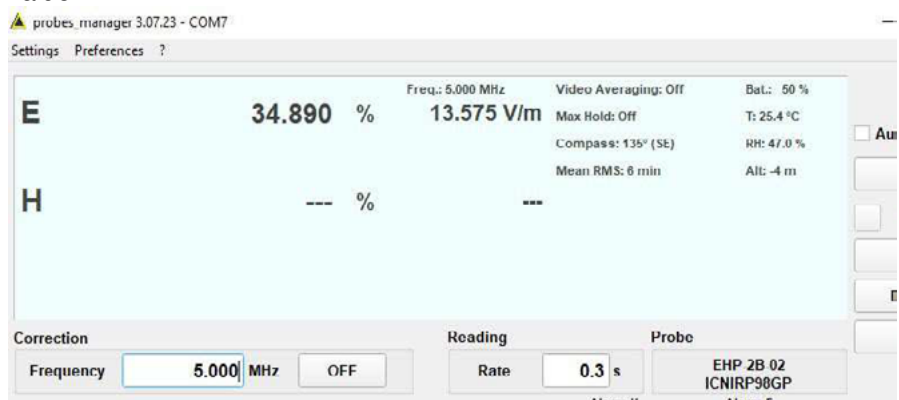 probes_manager 3.07.23 - COM7
Settings Preferences ?
Freq.: 5.000 MHz Video Averaging: Off Bat.: 50 %
E 34.890 % 13.575 V/m Max Hold: Off T: 25.4 °C
Compass: 135° (SE) RH: 47.0 %
Mean RMS: 6 min Alt: -4 m
H --- % ---
Correction Reading Probe
Frequency 5.000 MHz OFF Rate 0.3 s EHP-2B-02
ICNIRP98GP